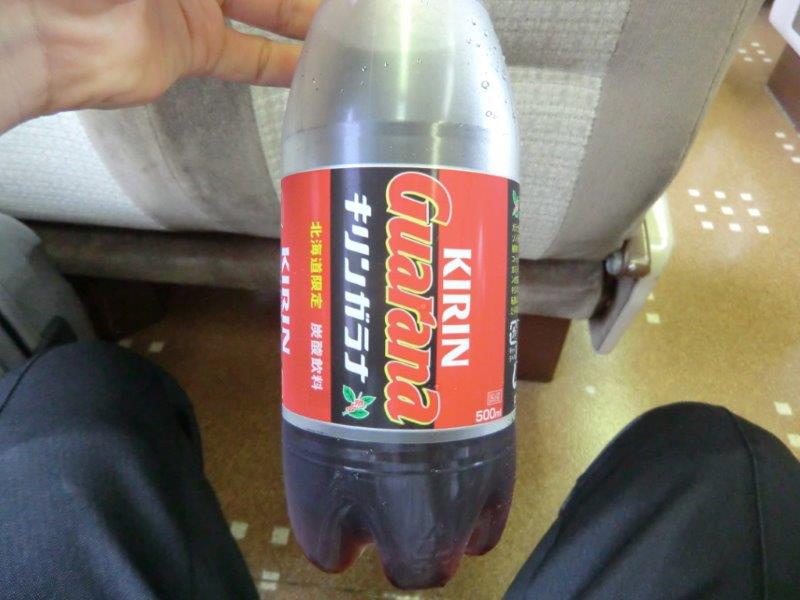 KIRIN
Guarana
キリンガラナ
北海道限定 炭酸飲料
KIRIN
500ml